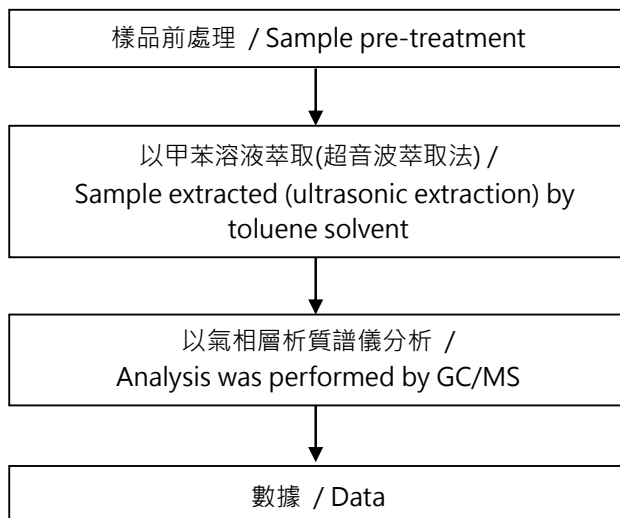 樣品前處理 / Sample pre-treatment
以甲苯溶液萃取(超音波萃取法) /
Sample extracted (ultrasonic extraction) by
toluene solvent
以氣相層析質譜儀分析 /
Analysis was performed by GC/MS
數據 / Data